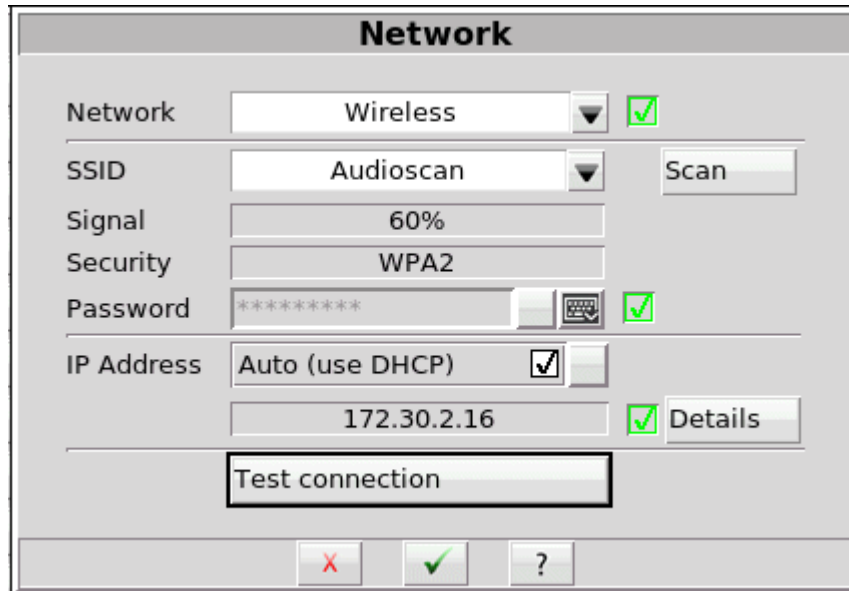 Network
Network Wireless
SSID Audioscan Scan
Signal 60%
Security WPA2
Password *********
IP Address Auto (use DHCP)
172.30.2.16 Details
Test connection
X ?